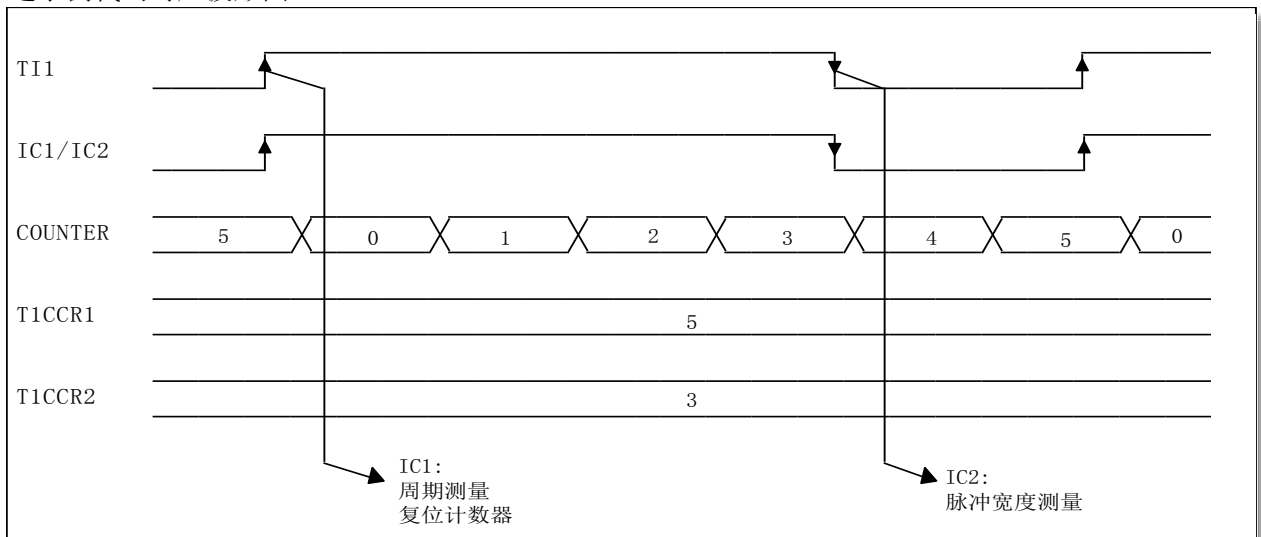 TI1
IC1/IC2
COUNTER 5 0 1 2 3 4 5 0
T1CCR1 5
T1CCR2 3
IC1:
周期测量
复位计数器
IC2:
脉冲宽度测量